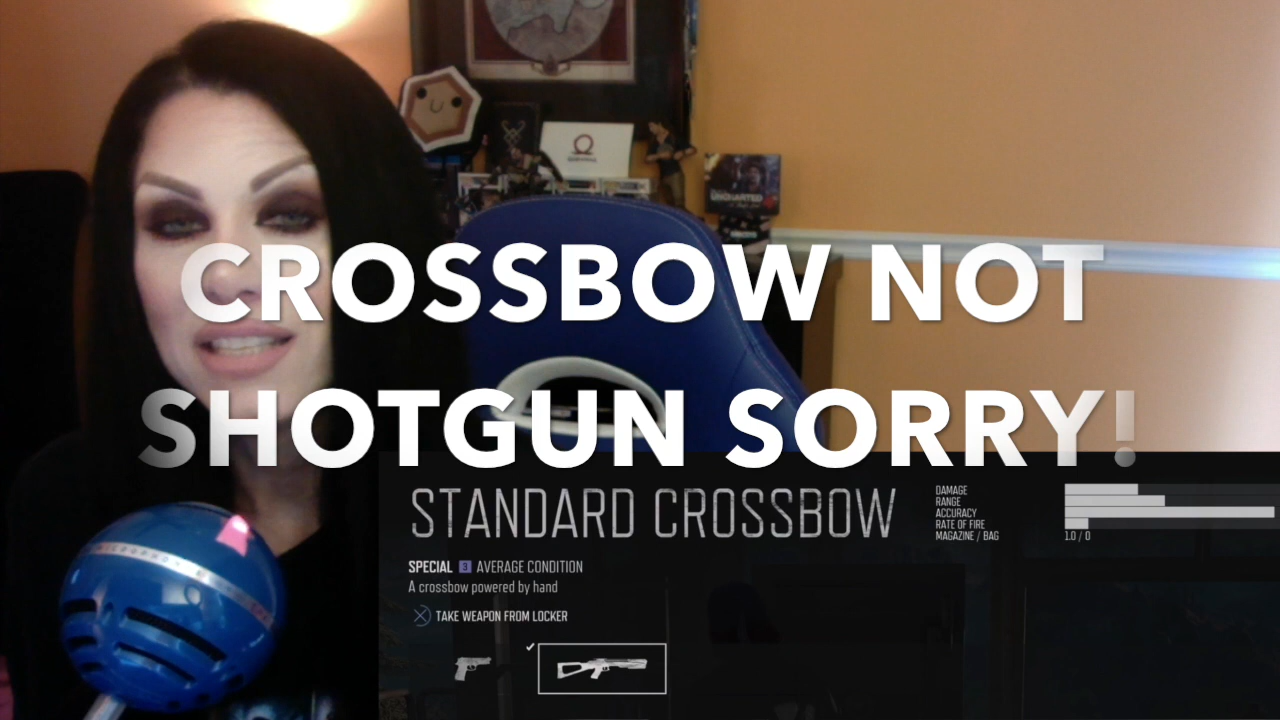 UNCHARTED
CROSSBOW NOT
SHOTGUN SORRY!
STANDARD CROSSBOW
DAMAGE
RANGE
ACCURACY
RATE OF FIRE
MAGAZINE / BAG
1.0 / 0
SPECIAL 3 AVERAGE CONDITION
A crossbow powered by hand
TAKE WEAPON FROM LOCKER